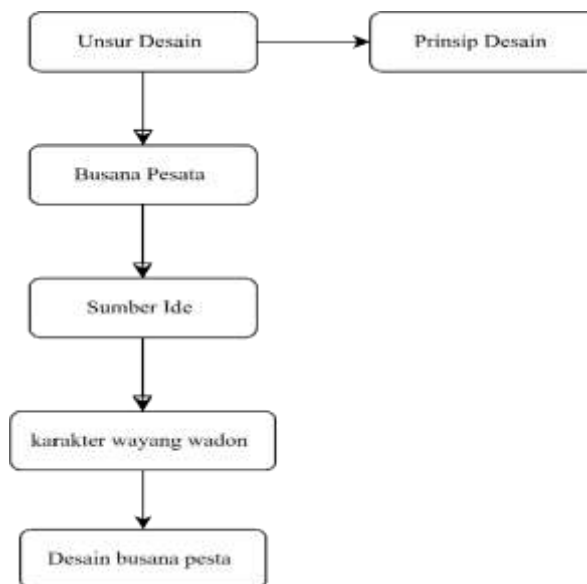 Unsur Desain
Prinsip Desain
Busana Pesata
Sumber Ide
karakter wayang wadon
Desain busana pesta